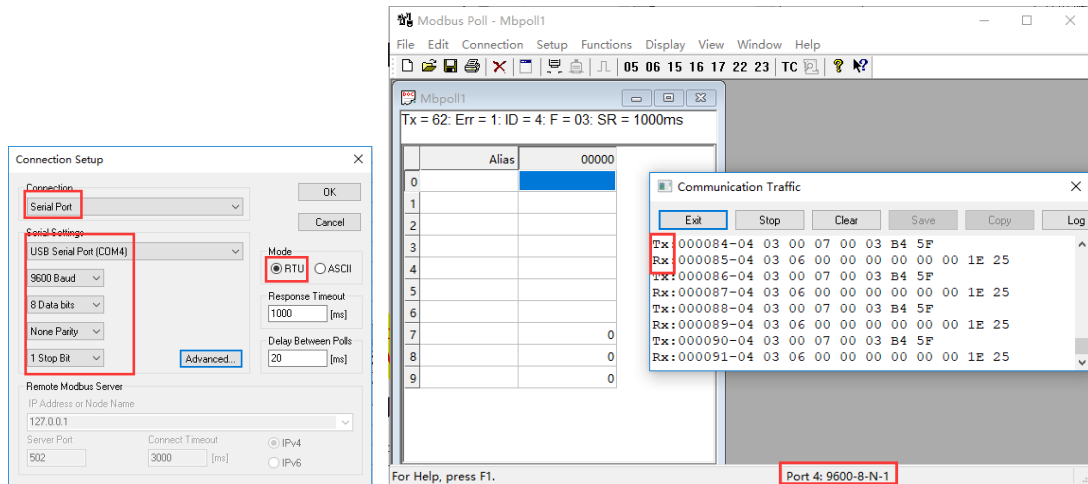 Connection Setup
Connection
Serial Port
OK
Cancel
Serial Settings
USB Serial Port (COM4)
9600 Baud
8 Data bits
None Parity
1 Stop Bit
Advanced...
Mode
RTU
ASCII
Response Timeout
1000 [ms]
Delay Between Polls
20 [ms]
Remote Modbus Server
IP Address or Node Name
127.0.0.1
Server Port
Connect Timeout
502
3000 [ms]
IPv4
IPv6
Modbus Poll - Mbpoll1
File Edit Connection Setup Functions Display View Window Help
05 06 15 16 17 22 23 TC
Mbpoll1
Tx = 62: Err = 1: ID = 4: F = 03: SR = 1000ms
Alias 00000
0
1
2
3
4
5
6
7 0
8 0
9 0
Communication Traffic
Exit Stop Clear Save Copy Log
Tx:000084-04 03 00 07 00 03 B4 5F
Rx:000085-04 03 06 00 00 00 00 00 00 1E 25
Tx:000086-04 03 00 07 00 03 B4 5F
Rx:000087-04 03 06 00 00 00 00 00 00 1E 25
Tx:000088-04 03 00 07 00 03 B4 5F
Rx:000089-04 03 06 00 00 00 00 00 00 1E 25
Tx:000090-04 03 00 07 00 03 B4 5F
Rx:000091-04 03 06 00 00 00 00 00 00 1E 25
For Help, press F1.
Port 4: 9600-8-N-1